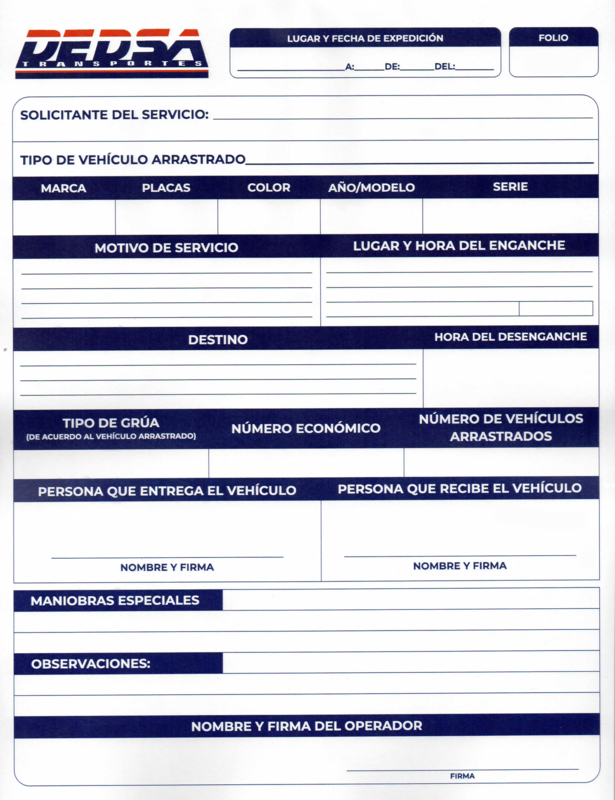 DEDSA
TRANSPORTES
LUGAR Y FECHA DE EXPEDICIÓN
A: DE: DEL:
FOLIO
SOLICITANTE DEL SERVICIO:
TIPO DE VEHÍCULO ARRASTRADO
MARCA PLACAS COLOR AÑO/MODELO SERIE
MOTIVO DE SERVICIO LUGAR Y HORA DEL ENGANCHE
DESTINO HORA DEL DESENGANCHE
TIPO DE GRÚA
(DE ACUERDO AL VEHÍCULO ARRASTRADO)
NÚMERO ECONÓMICO
NÚMERO DE VEHÍCULOS
ARRASTRADOS
PERSONA QUE ENTREGA EL VEHÍCULO PERSONA QUE RECIBE EL VEHÍCULO
NOMBRE Y FIRMA NOMBRE Y FIRMA
MANIOBRAS ESPECIALES
OBSERVACIONES:
NOMBRE Y FIRMA DEL OPERADOR
FIRMA